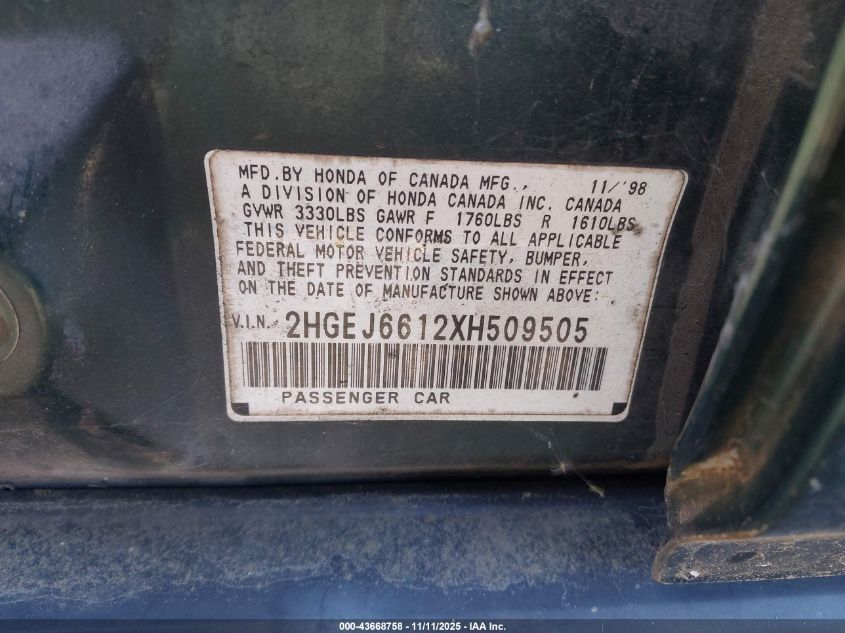 MFD.BY HONDA OF CANADA MFG., 11/'98
A DIVISION OF HONDA CANADA INC. CANADA
GVWR 3330LBS GAWR F 1760LBS R 1610LBS
THIS VEHICLE CONFORMS TO ALL APPLICABLE
FEDERAL MOTOR VEHICLE SAFETY, BUMPER,
AND THEFT PREVENTION STANDARDS IN EFFECT
ON THE DATE OF MANUFACTURE SHOWN ABOVE:
V.I.N. 2HGEJ6612XH509505
PASSENGER CAR
000-43668758 - 11/11/2025 - IAA Inc.